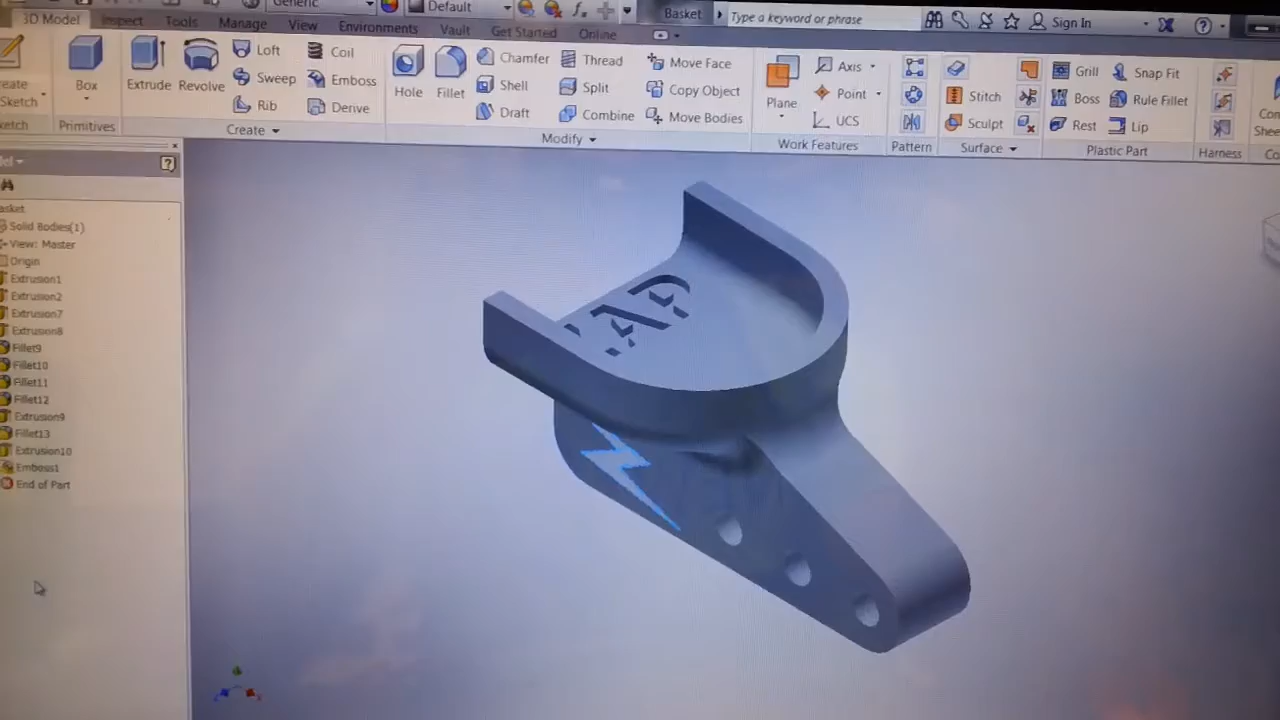 Generic
Default
Basket
Type a keyword or phrase
Sign In
3D Model
Inspect
Tools
Manage
View
Environments
Vault
Get Started
Online
Sketch
Box
Primitives
Extrude
Revolve
Loft
Sweep
Rib
Coil
Emboss
Derive
Create
Hole
Fillet
Chamfer
Shell
Draft
Thread
Split
Combine
Move Face
Copy Object
Move Bodies
Modify
Plane
Axis
Point
UCS
Work Features
Pattern
Stitch
Sculpt
Surface
Grill
Boss
Rest
Snap Fit
Rule Fillet
Lip
Plastic Part
Harness
Solid Bodies(1)
View: Master
Origin
Extrusion1
Extrusion2
Extrusion7
Extrusion8
Fillet9
Fillet10
Fillet11
Fillet12
Extrusion9
Fillet13
Extrusion10
Emboss1
End of Part